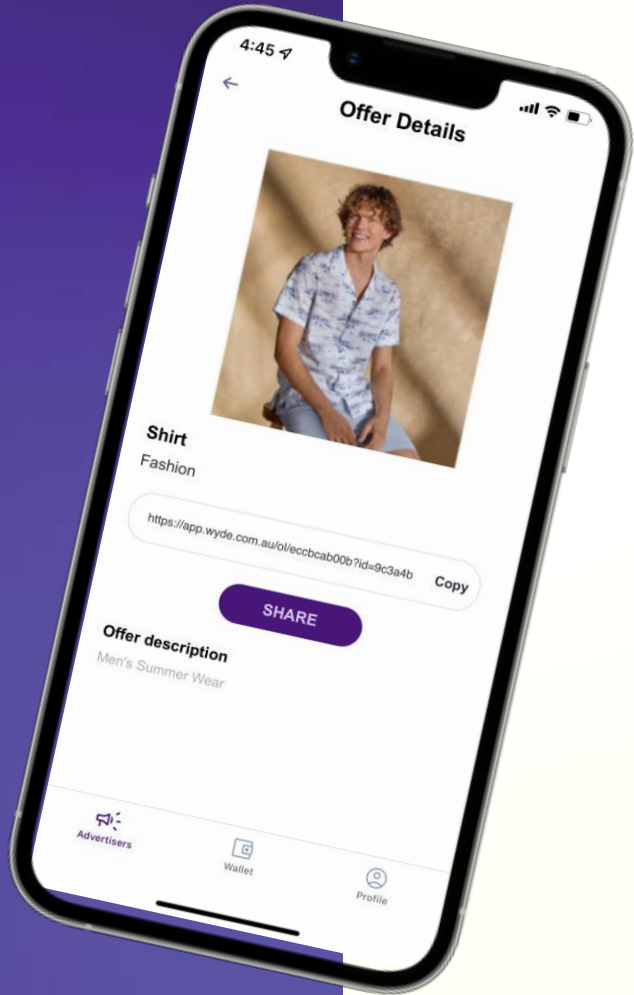 4:45
Offer Details
Shirt
Fashion
https://app.wyde.com.au/ol/eccbcab00b?id=9c3a4b
Copy
SHARE
Offer description
Men's Summer Wear
Advertisers
Wallet
Profile